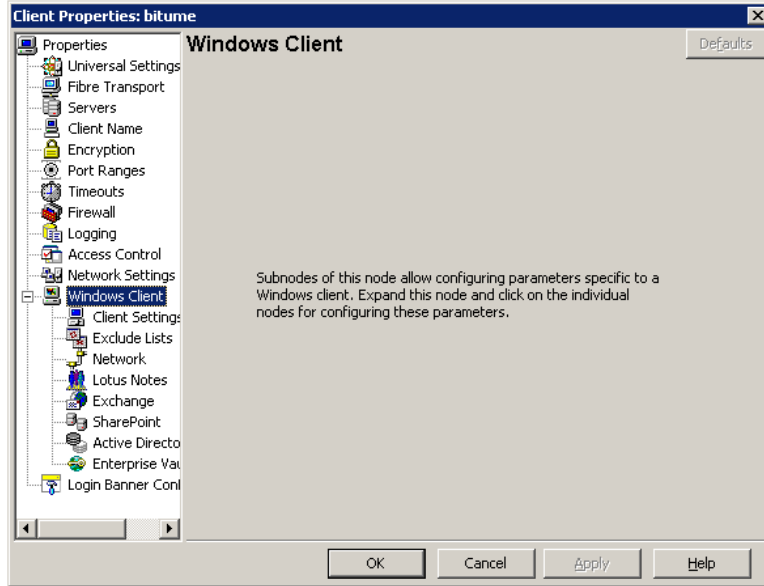 Client Properties: bitume
Properties
Universal Settings
Fibre Transport
Servers
Client Name
Encryption
Port Ranges
Timeouts
Firewall
Logging
Access Control
Network Settings
Windows Client
Client Settings
Exclude Lists
Network
Lotus Notes
Exchange
SharePoint
Active Directo
Enterprise Vau
Login Banner Conf
Windows Client
Defaults
Subnodes of this node allow configuring parameters specific to a
Windows client. Expand this node and click on the individual
nodes for configuring these parameters.
OK
Cancel
Apply
Help